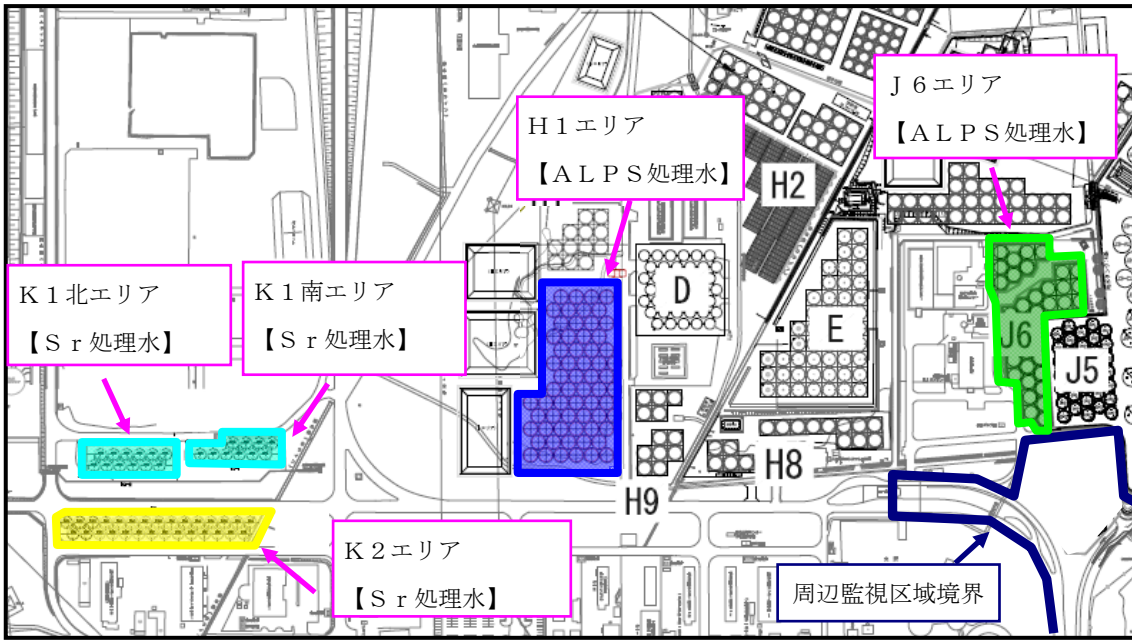 J６エリア
【ＡＬＰＳ処理水】
H１エリア
【ＡＬＰＳ処理水】
H2
K１北エリア
【Ｓｒ処理水】
K１南エリア
【Ｓｒ処理水】
D
E
J6
J5
H8
H9
K２エリア
【Ｓｒ処理水】
周辺監視区域境界